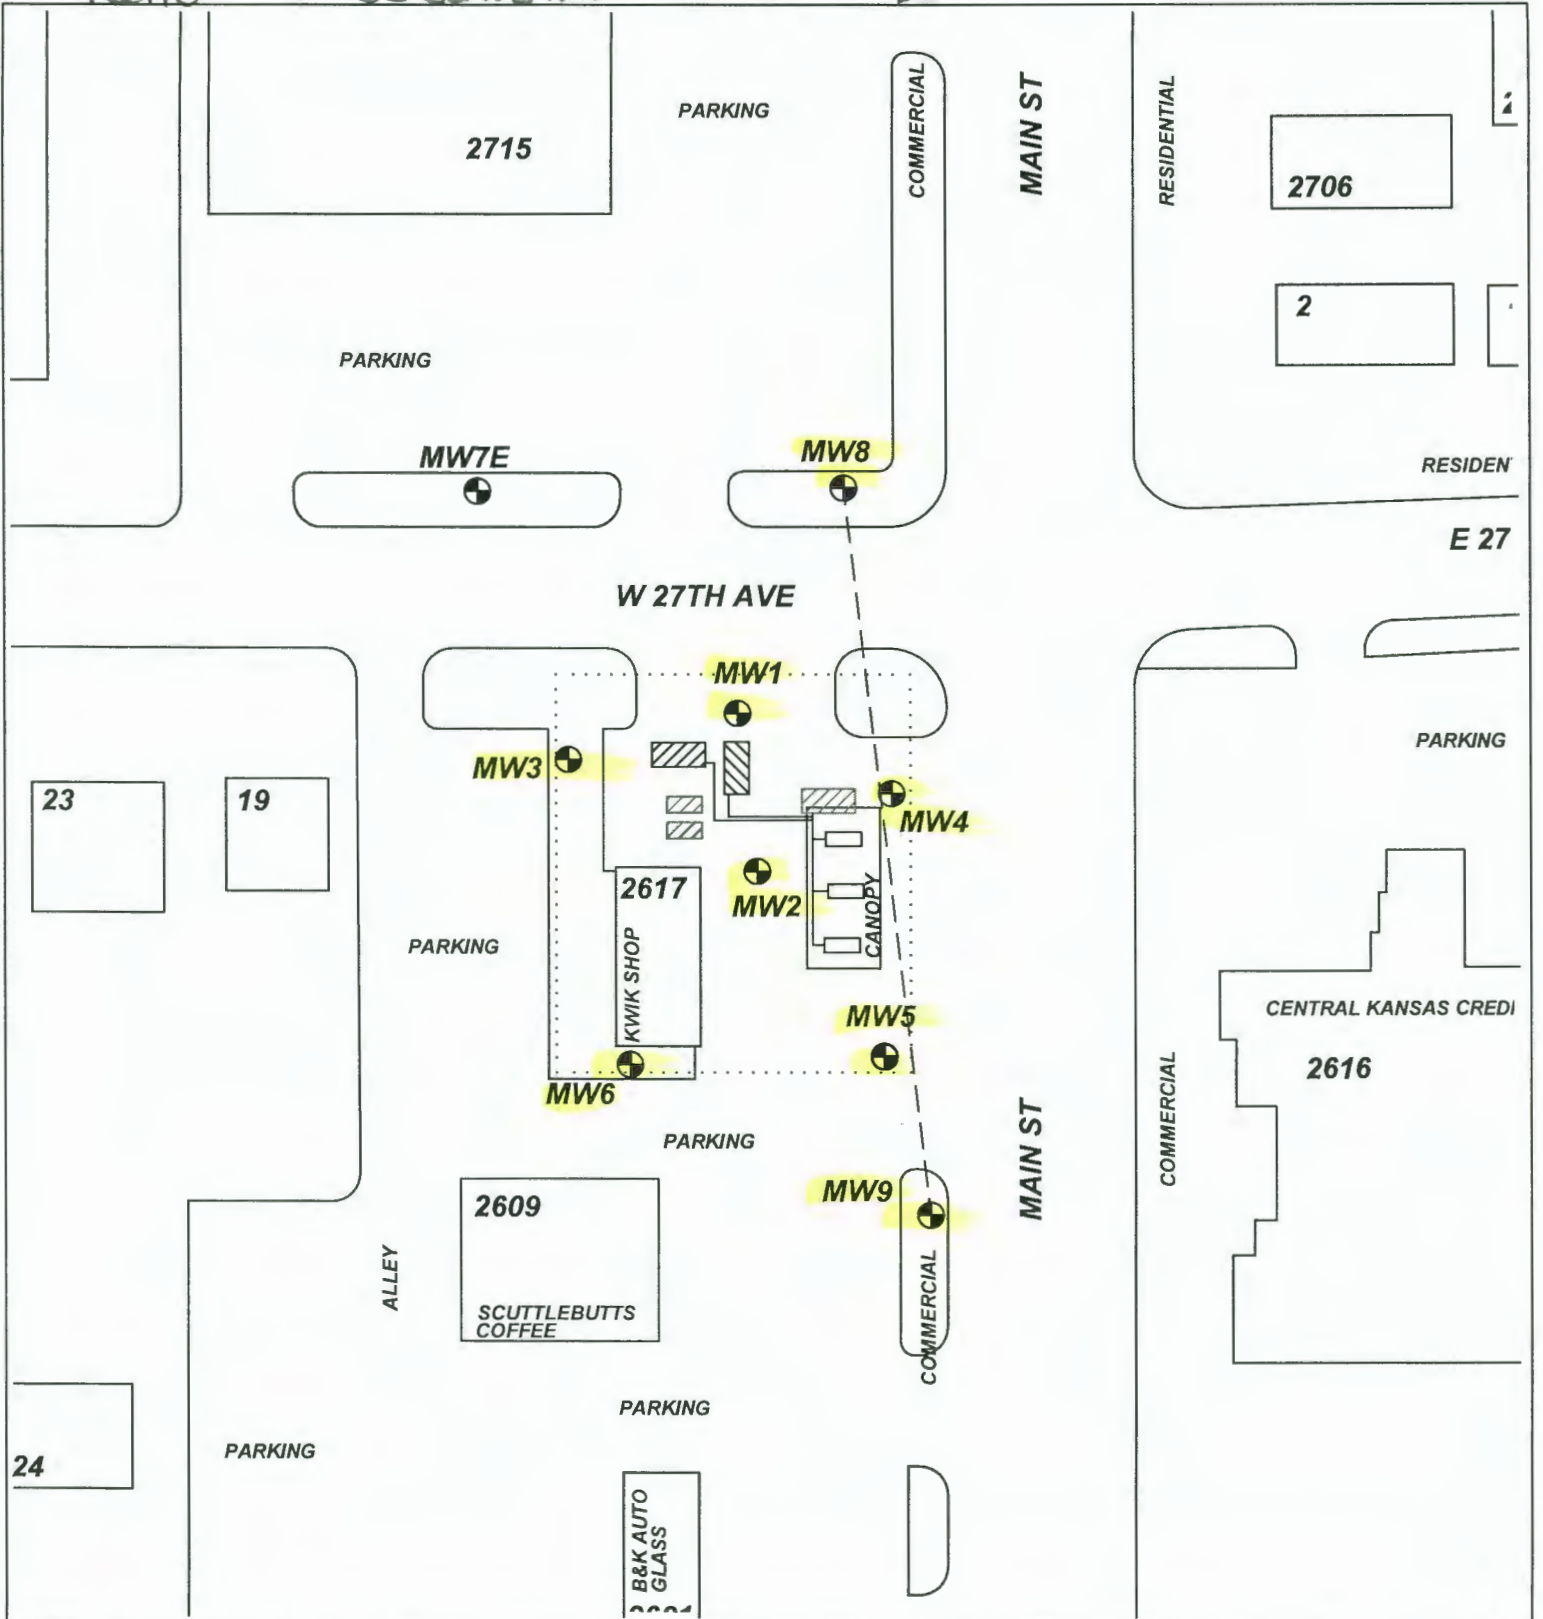 COMMERCIAL
MAIN ST
RESIDENTIAL
PARKING
2715
2706
2
PARKING
MW7E
MW8
E 27
W 27TH AVE
MW1
PARKING
MW3
23
19
MW4
2617
MW2
CANOPY
PARKING
KWIK SHOP
CENTRAL KANSAS CREDI
MW5
2616
MW6
COMMERCIAL
MAIN ST
PARKING
MW9
2609
ALLEY
COMMERCIAL
SCUTTLEBUTTS
COFFEE
PARKING
PARKING
24
B&K AUTO
GLASS